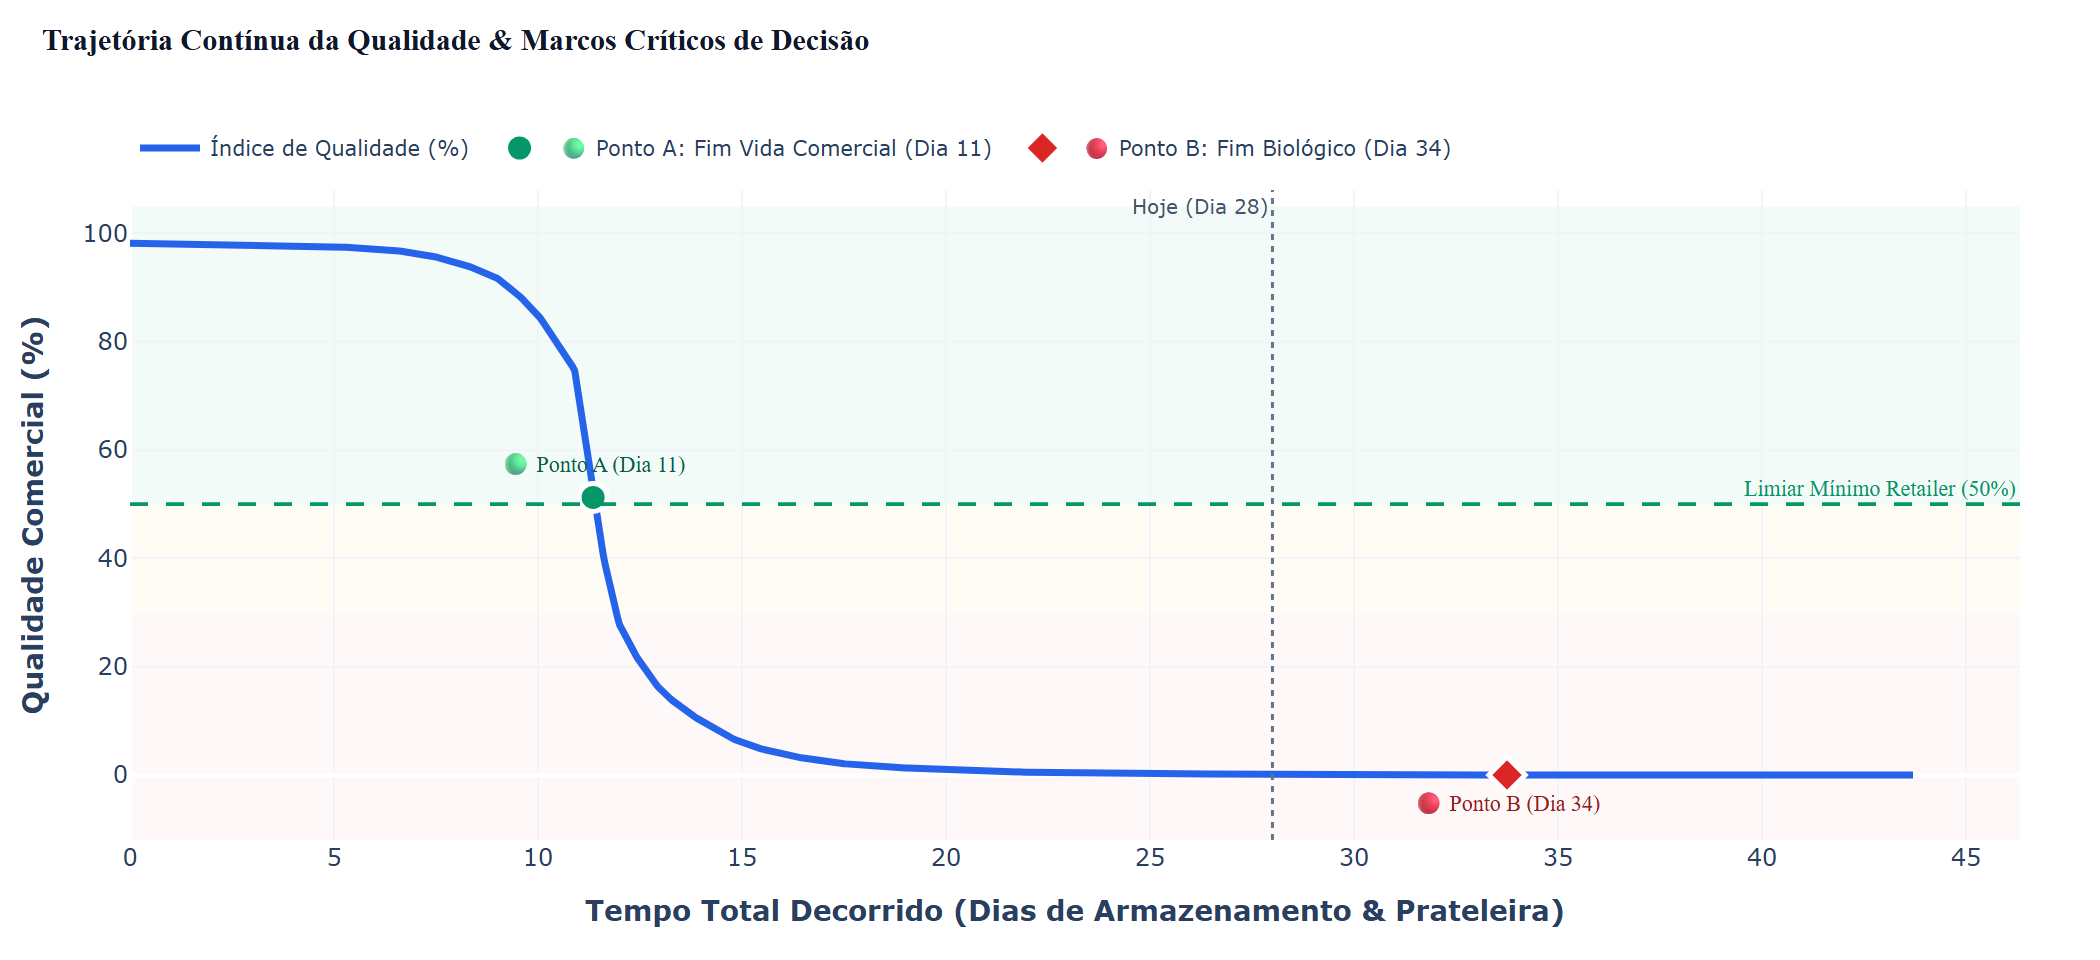 Trajetória Contínua da Qualidade & Marcos Críticos de Decisão
Índice de Qualidade (%)
Ponto A: Fim Vida Comercial (Dia 11)
Ponto B: Fim Biológico (Dia 34)
Hoje (Dia 28)
Qualidade Comercial (%)
100
80
60
40
20
0
Ponto A (Dia 11)
Limiar Mínimo Retailer (50%)
Ponto B (Dia 34)
0 5 10 15 20 25 30 35 40 45
Tempo Total Decorrido (Dias de Armazenamento & Prateleira)